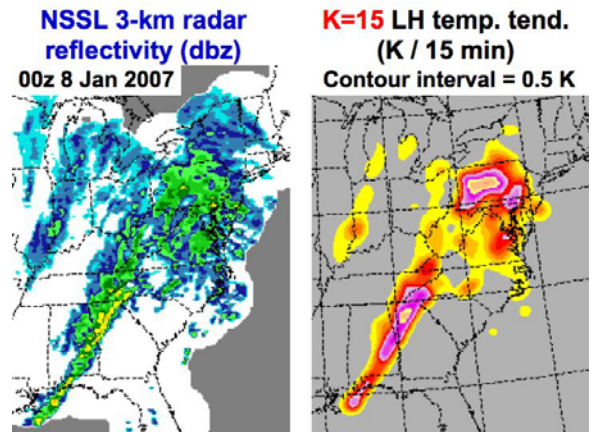 NSSL 3-km radar
reflectivity (dbz)
00z 8 Jan 2007
K=15 LH temp. tend.
(K / 15 min)
Contour interval = 0.5 K